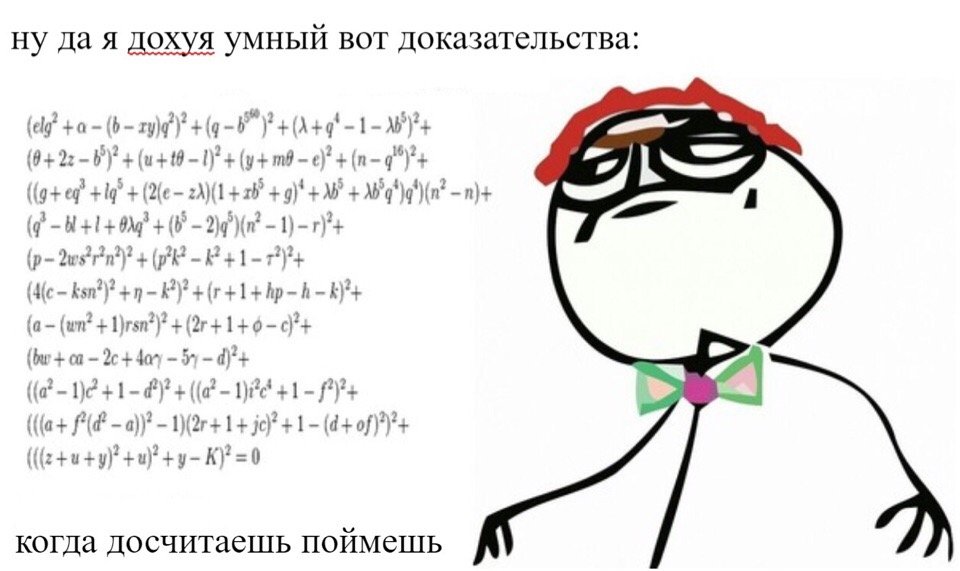 ну да я дохуя умный вот доказательства:
(elg² + α − (b − xy)q²)² + (q − b⁵⁶⁰)² + (λ + q⁴ − 1 − λb⁵)² +
(θ + 2z − b⁵)² + (u + tθ − l)² + (y + mθ − e)² + (n − q¹⁶)² +
((g + eq³ + lq⁵ + (2(e − zλ)(1 + xb⁵ + g)⁴ + λb⁵ + λb⁵q⁴)q⁴)(n² − n) +
(q³ − bl + l + θλq³ + (b⁵ − 2)q⁵)(n² − 1) − r)² +
(p − 2ws²r²n²)² + (p²k² − k² + 1 − τ²)² +
(4(c − ksn²)² + η − k²)² + (r + 1 + hp − h − k)² +
(a − (wn² + 1)rsn²)² + (2r + 1 + φ − c)² +
(bw + ca − 2c + 4αγ − 5γ − d)² +
((a² − 1)c² + 1 − d²)² + ((a² − 1)i²c⁴ + 1 − f²)² +
(((a + f²(d² − a))² − 1)(2r + 1 + jc)² + 1 − (d + of)²)² +
(((z + u + y)² + u)² + y − K)² = 0
когда досчитаешь поймешь